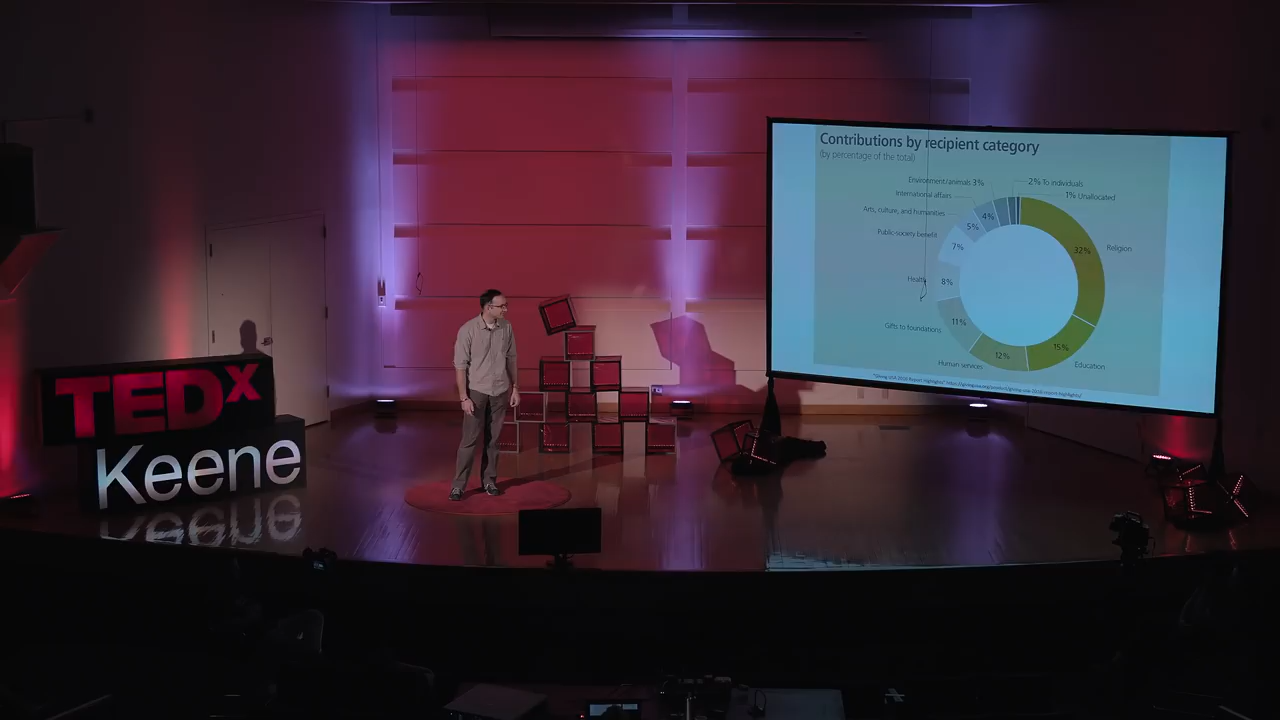 TEDx
Keene
Contributions by recipient category
(by percentage of the total)
Environment/animals 3%
2% To individuals
International affairs
1% Unallocated
4%
Arts, culture, and humanities
5%
Public-society benefit
7%
32%
Religion
Health
8%
Gifts to foundations
11%
15%
Education
Human services
12%